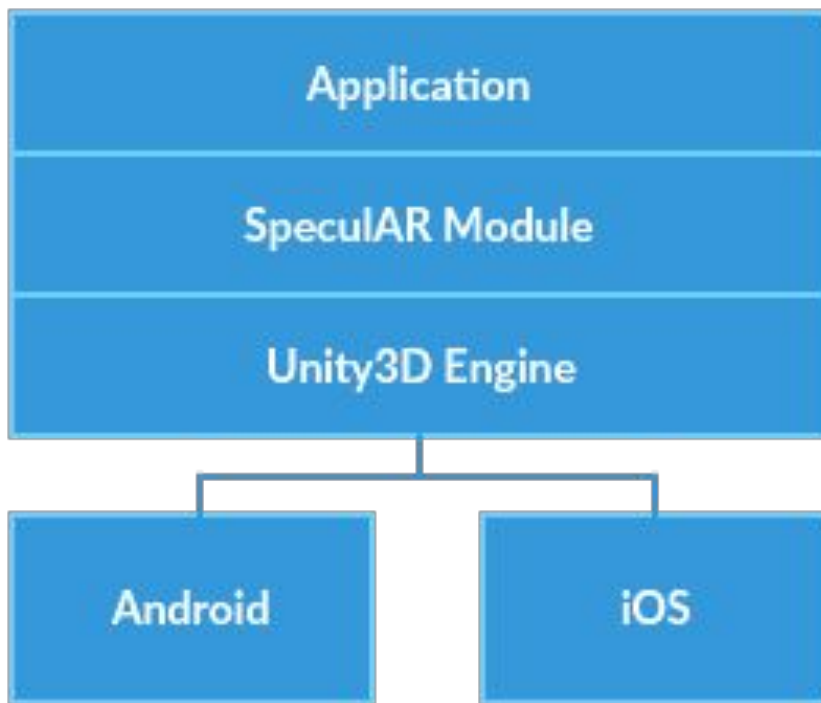 Application
SpeculAR Module
Unity3D Engine
Android
iOS